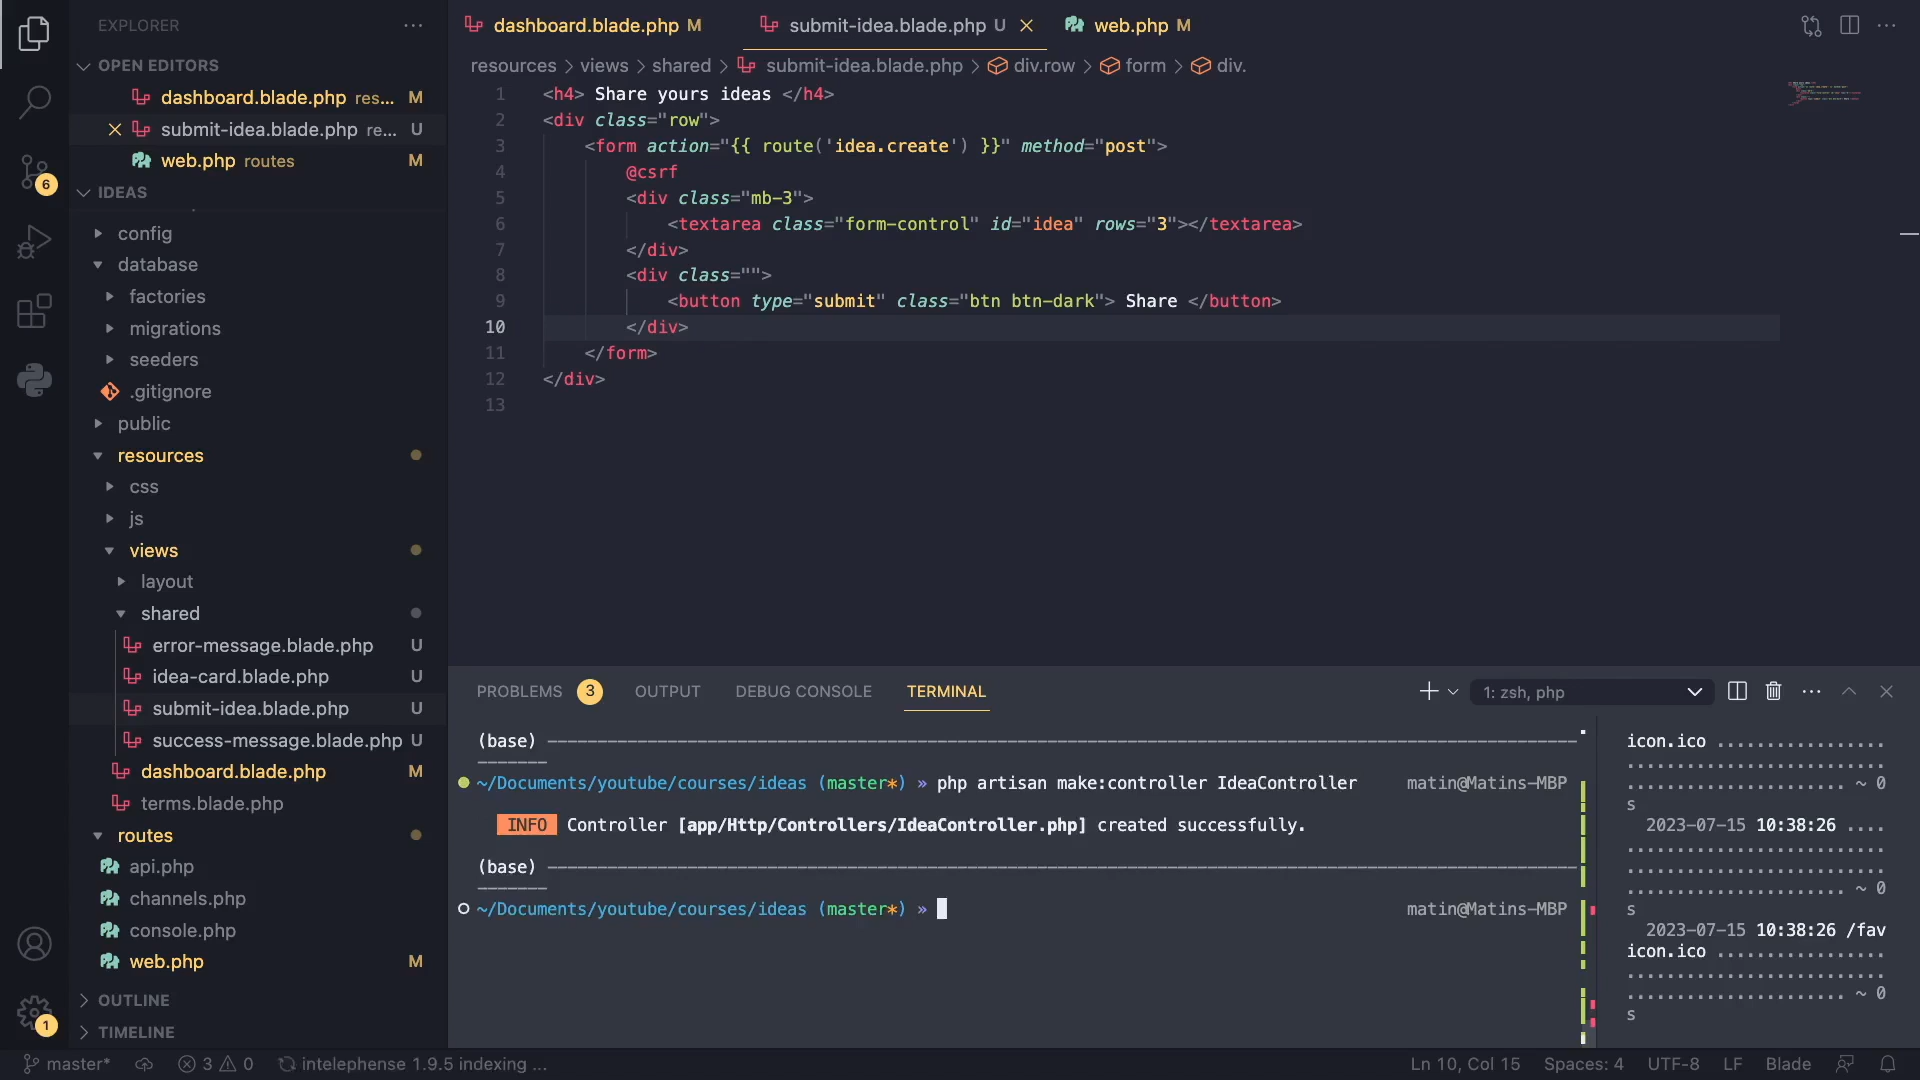 EXPLORER
OPEN EDITORS
dashboard.blade.php res... M
submit-idea.blade.php re... U
web.php routes M
IDEAS
config
database
factories
migrations
seeders
.gitignore
public
resources
css
js
views
layout
shared
error-message.blade.php U
idea-card.blade.php U
submit-idea.blade.php U
success-message.blade.php U
dashboard.blade.php M
terms.blade.php
routes
api.php
channels.php
console.php
web.php M
OUTLINE
TIMELINE
6
1
dashboard.blade.php M
submit-idea.blade.php U
web.php M
resources > views > shared > submit-idea.blade.php > div.row > form > div.
1 <h4> Share yours ideas </h4>
2 <div class="row">
3 <form action="{{ route('idea.create') }}" method="post">
4 @csrf
5 <div class="mb-3">
6 <textarea class="form-control" id="idea" rows="3"></textarea>
7 </div>
8 <div class="">
9 <button type="submit" class="btn btn-dark"> Share </button>
10 </div>
11 </form>
12 </div>
13
PROBLEMS 3 OUTPUT DEBUG CONSOLE TERMINAL
1: zsh, php
(base)
~/Documents/youtube/courses/ideas (master*) » php artisan make:controller IdeaController matin@Matins-MBP
INFO Controller [app/Http/Controllers/IdeaController.php] created successfully.
(base)
~/Documents/youtube/courses/ideas (master*) » matin@Matins-MBP
icon.ico .................
..........................
...................... ~ 0
s
2023-07-15 10:38:26 ....
..........................
..........................
...................... ~ 0
s
2023-07-15 10:38:26 /fav
icon.ico .................
..........................
...................... ~ 0
s
master* 3 0 intelephense 1.9.5 indexing ...
Ln 10, Col 15 Spaces: 4 UTF-8 LF Blade